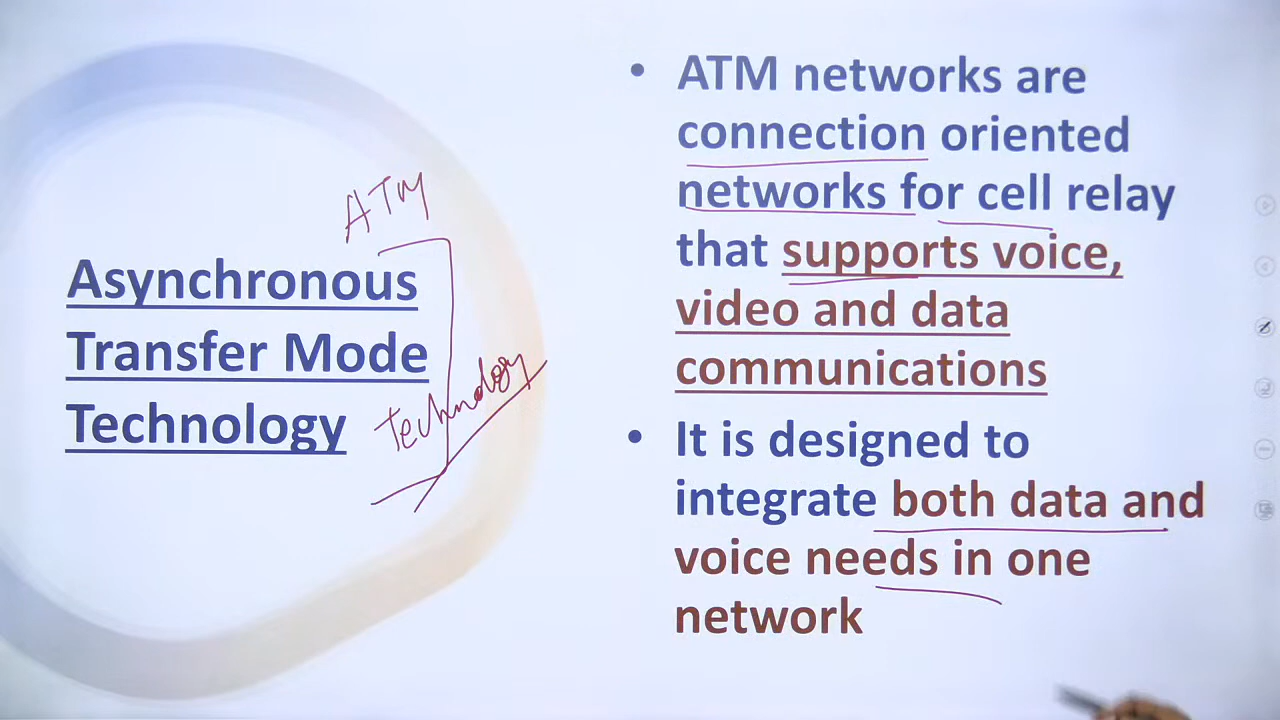 Asynchronous
Transfer Mode
Technology
ATM
Technology
• ATM networks are
connection oriented
networks for cell relay
that supports voice,
video and data
communications
• It is designed to
integrate both data and
voice needs in one
network